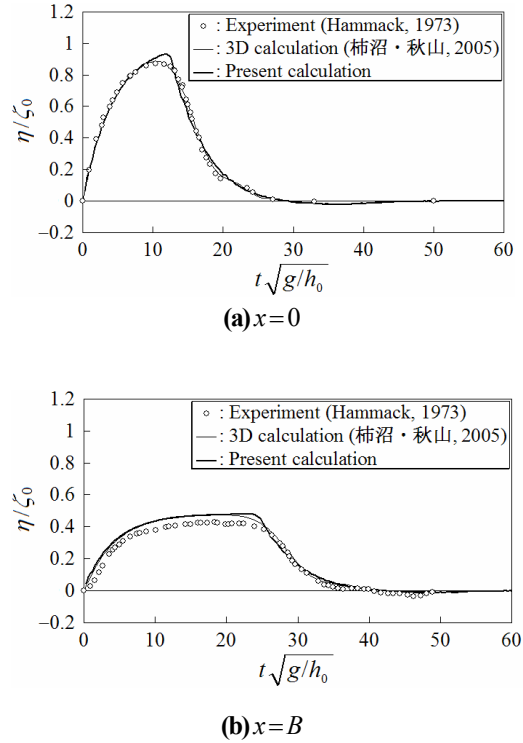 1.2
1
0.8
0.6
0.4
0.2
0
−0.2
η/ζ₀
○ : Experiment (Hammack, 1973)
— : 3D calculation (柿沼・秋山, 2005)
— : Present calculation
0 10 20 30 40 50 60
t√g/h₀
(a) x=0
1.2
1
0.8
0.6
0.4
0.2
0
−0.2
η/ζ₀
○ : Experiment (Hammack, 1973)
— : 3D calculation (柿沼・秋山, 2005)
— : Present calculation
0 10 20 30 40 50 60
t√g/h₀
(b) x=B